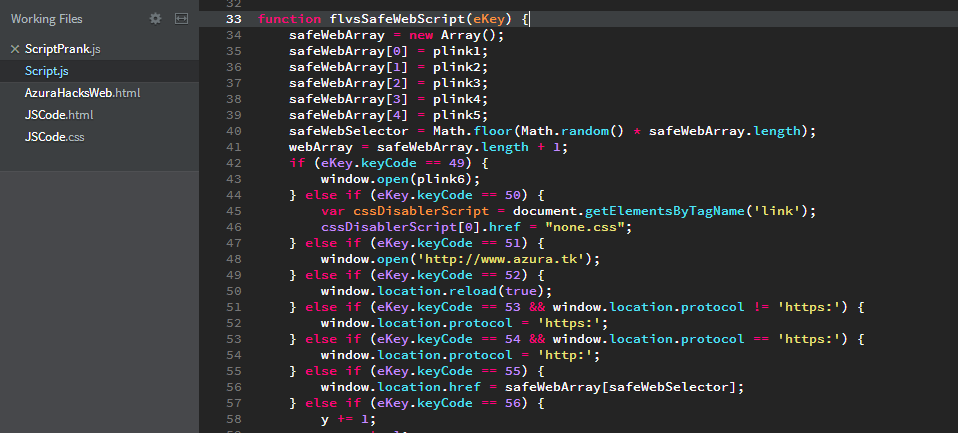 Working Files
ScriptPrank.js
Script.js
AzuraHacksWeb.html
JSCode.html
JSCode.css
32
33 function flvsSafeWebScript(eKey) {
34 safeWebArray = new Array();
35 safeWebArray[0] = plink1;
36 safeWebArray[1] = plink2;
37 safeWebArray[2] = plink3;
38 safeWebArray[3] = plink4;
39 safeWebArray[4] = plink5;
40 safeWebSelector = Math.floor(Math.random() * safeWebArray.length);
41 webArray = safeWebArray.length + 1;
42 if (eKey.keyCode == 49) {
43 window.open(plink6);
44 } else if (eKey.keyCode == 50) {
45 var cssDisablerScript = document.getElementsByTagName('link');
46 cssDisablerScript[0].href = "none.css";
47 } else if (eKey.keyCode == 51) {
48 window.open('http://www.azura.tk');
49 } else if (eKey.keyCode == 52) {
50 window.location.reload(true);
51 } else if (eKey.keyCode == 53 && window.location.protocol != 'https:') {
52 window.location.protocol = 'https:';
53 } else if (eKey.keyCode == 54 && window.location.protocol == 'https:') {
54 window.location.protocol = 'http:';
55 } else if (eKey.keyCode == 55) {
56 window.location.href = safeWebArray[safeWebSelector];
57 } else if (eKey.keyCode == 56) {
58 y += 1;